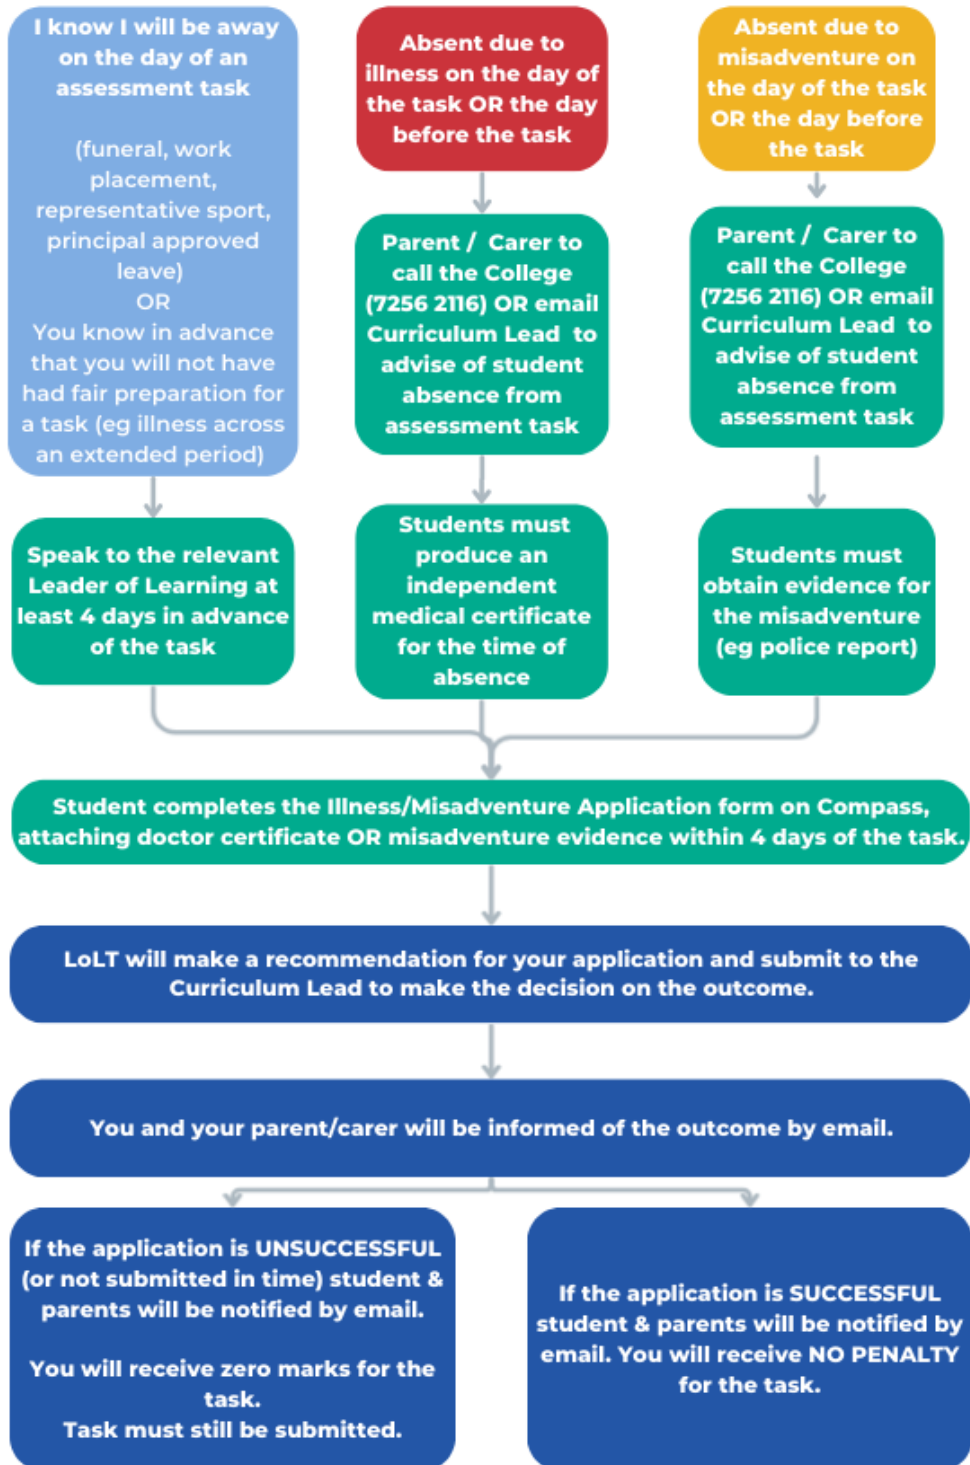 I know I will be away
on the day of an
assessment task
(funeral, work
placement,
representative sport,
principal approved
leave)
OR
You know in advance
that you will not have
had fair preparation for
a task (eg illness across
an extended period)
Speak to the relevant
Leader of Learning at
least 4 days in advance
of the task
Absent due to
illness on the day of
the task OR the day
before the task
Parent / Carer to
call the College
(7256 2116) OR email
Curriculum Lead to
advise of student
absence from
assessment task
Students must
produce an
independent
medical certificate
for the time of
absence
Absent due to
misadventure on
the day of the task
OR the day before
the task
Parent / Carer to
call the College
(7256 2116) OR email
Curriculum Lead to
advise of student
absence from
assessment task
Students must
obtain evidence for
the misadventure
(eg police report)
Student completes the Illness/Misadventure Application form on Compass,
attaching doctor certificate OR misadventure evidence within 4 days of the task.
LoLT will make a recommendation for your application and submit to the
Curriculum Lead to make the decision on the outcome.
You and your parent/carer will be informed of the outcome by email.
If the application is UNSUCCESSFUL
(or not submitted in time) student &
parents will be notified by email.
You will receive zero marks for the
task.
Task must still be submitted.
If the application is SUCCESSFUL
student & parents will be notified by
email. You will receive NO PENALTY
for the task.